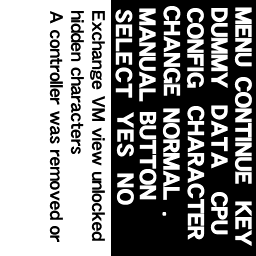 MENU CONTINUE KEY
DUMMY DATA CPU
CONFIG CHARACTER
CHANGE NORMAL .
MANUAL BUTTON
SELECT YES NO
Exchange VM view unlocked
hidden characters
A controller was removed or